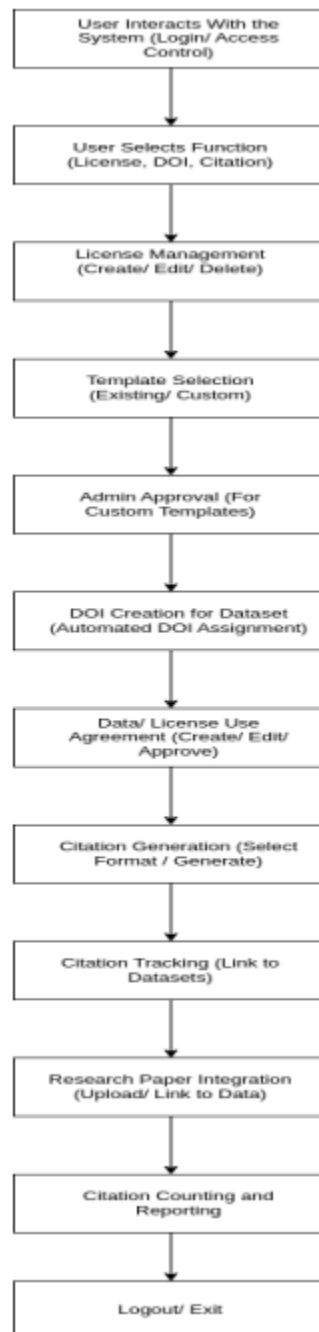 User Interacts With the
System (Login/ Access
Control)
User Selects Function
(License, DOI, Citation)
License Management
(Create/ Edit/ Delete)
Template Selection
(Existing/ Custom)
Admin Approval (For
Custom Templates)
DOI Creation for Dataset
(Automated DOI Assignment)
Data/ License Use
Agreement (Create/ Edit/
Approve)
Citation Generation (Select
Format / Generate)
Citation Tracking (Link to
Datasets)
Research Paper Integration
(Upload/ Link to Data)
Citation Counting and
Reporting
Logout/ Exit